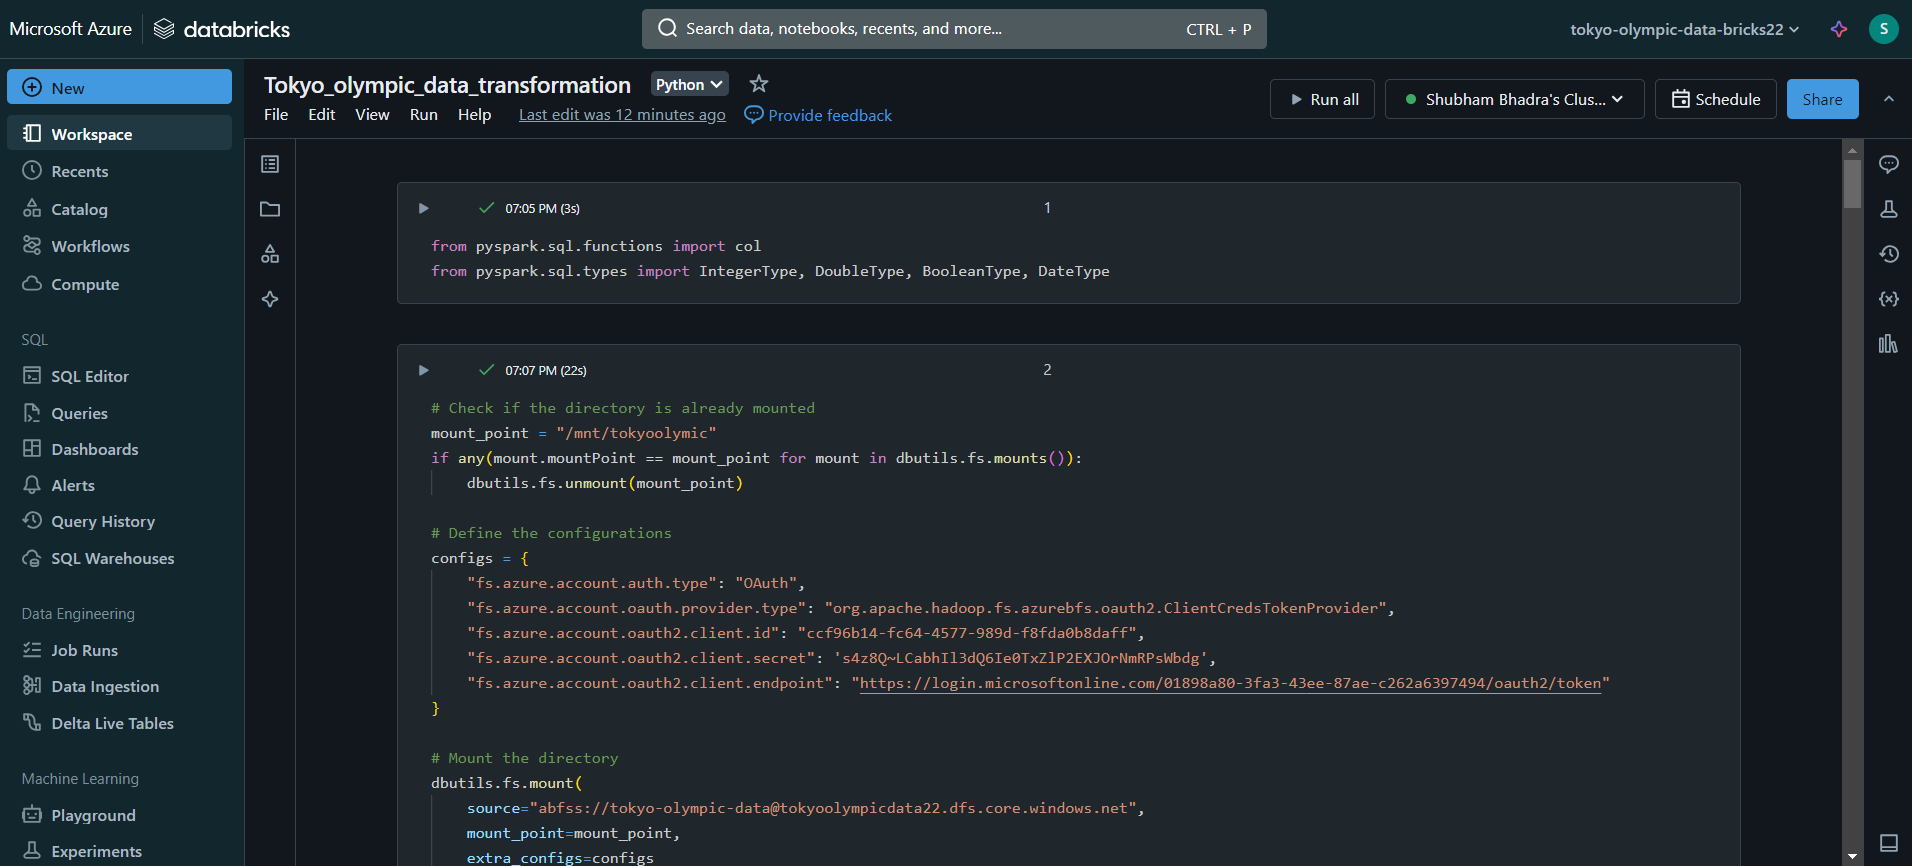 Microsoft Azure databricks
Search data, notebooks, recents, and more... CTRL + P
tokyo-olympic-data-bricks22 S
New
Workspace
Recents
Catalog
Workflows
Compute
SQL
SQL Editor
Queries
Dashboards
Alerts
Query History
SQL Warehouses
Data Engineering
Job Runs
Data Ingestion
Delta Live Tables
Machine Learning
Playground
Experiments
Tokyo_olympic_data_transformation Python
File Edit View Run Help Last edit was 12 minutes ago Provide feedback
Run all Shubham Bhadra's Clus... Schedule Share
07:05 PM (3s) 1
from pyspark.sql.functions import col
from pyspark.sql.types import IntegerType, DoubleType, BooleanType, DateType
07:07 PM (22s) 2
# Check if the directory is already mounted
mount_point = "/mnt/tokyoolymic"
if any(mount.mountPoint == mount_point for mount in dbutils.fs.mounts()):
dbutils.fs.unmount(mount_point)
# Define the configurations
configs = {
"fs.azure.account.auth.type": "OAuth",
"fs.azure.account.oauth.provider.type": "org.apache.hadoop.fs.azurebfs.oauth2.ClientCredsTokenProvider",
"fs.azure.account.oauth2.client.id": "ccf96b14-fc64-4577-989d-f8fda0b8daff",
"fs.azure.account.oauth2.client.secret": 's4z8Q~LCabhIl3dQ6Ie0TxZlP2EXJOrNmRPsWbdg',
"fs.azure.account.oauth2.client.endpoint": "https://login.microsoftonline.com/01898a80-3fa3-43ee-87ae-c262a6397494/oauth2/token"
}
# Mount the directory
dbutils.fs.mount(
source="abfss://tokyo-olympic-data@tokyoolympicdata22.dfs.core.windows.net",
mount_point=mount_point,
extra_configs=configs